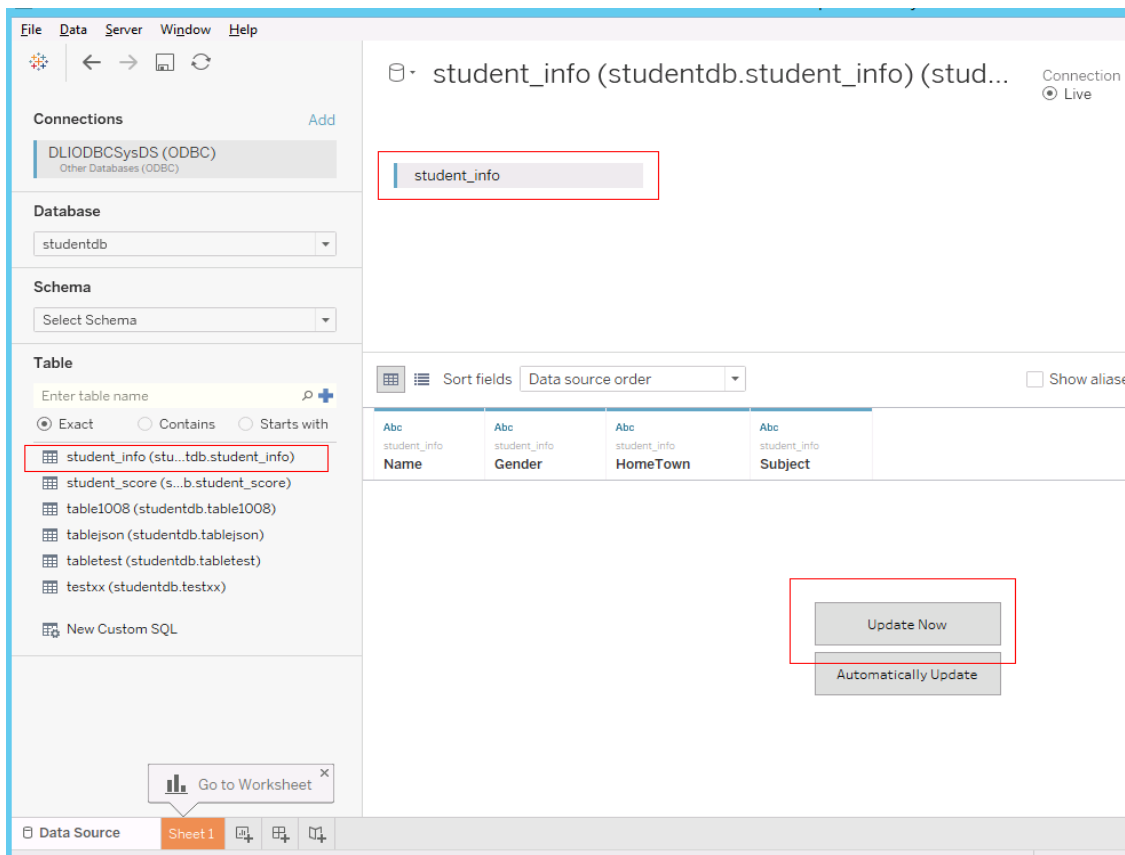 File Data Server Window Help
student_info (studentdb.student_info) (stud...
Connection
Live
Connections Add
DLIODBCSysDS (ODBC)
Other Databases (ODBC)
student_info
Database
studentdb
Schema
Select Schema
Table
Enter table name
Exact Contains Starts with
student_info (stu...tdb.student_info)
student_score (s...b.student_score)
table1008 (studentdb.table1008)
tablejson (studentdb.tablejson)
tabletest (studentdb.tabletest)
testxx (studentdb.testxx)
New Custom SQL
Sort fields Data source order Show aliase
Abc Abc Abc Abc
student_info student_info student_info student_info
Name Gender HomeTown Subject
Update Now
Automatically Update
Go to Worksheet
Data Source Sheet 1